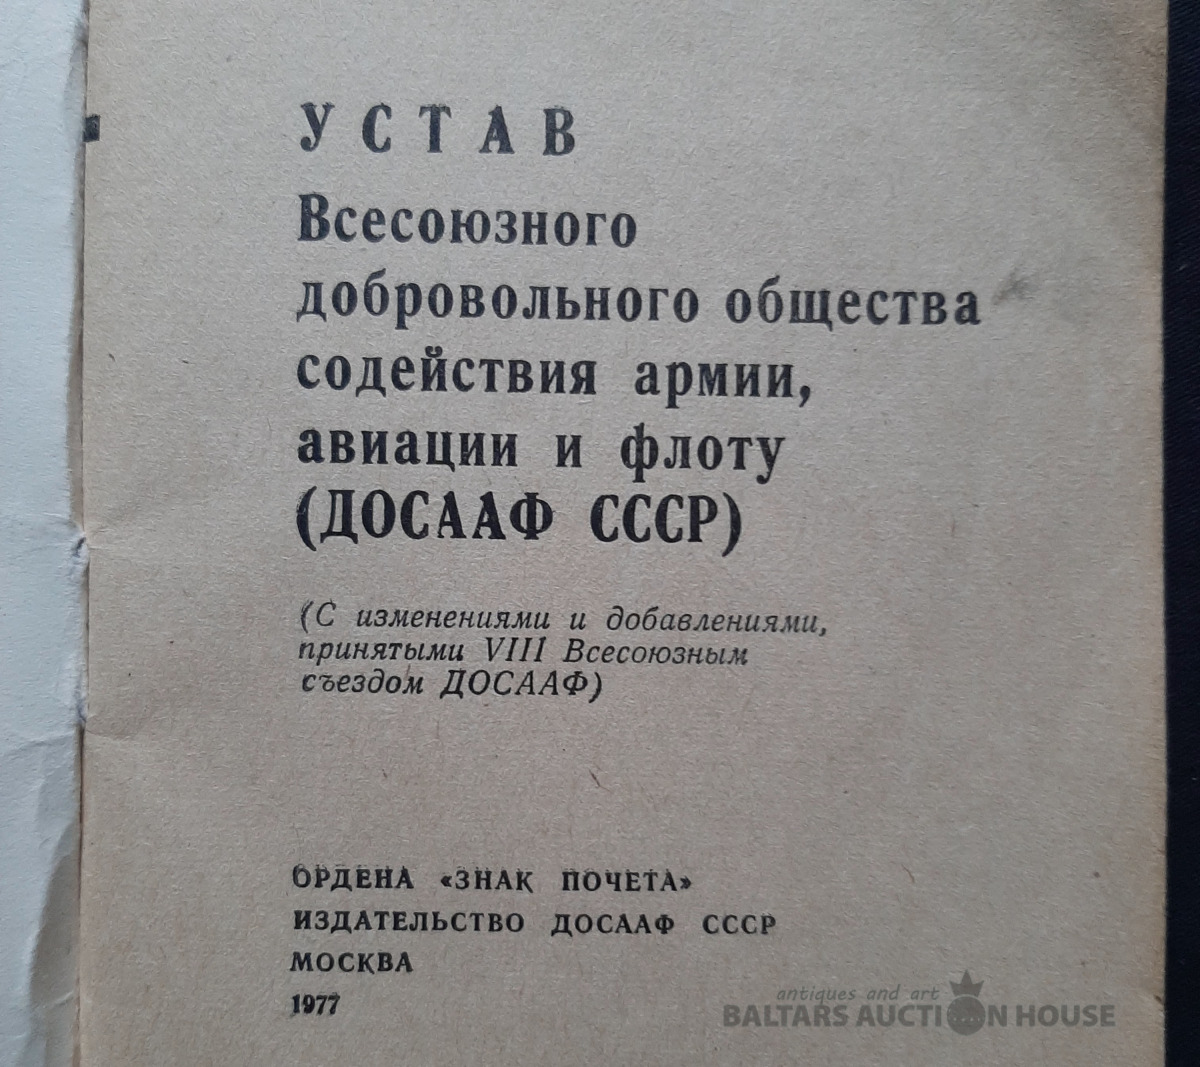 УСТАВ
Всесоюзного
добровольного общества
содействия армии,
авиации и флоту
(ДОСААФ СССР)
(С изменениями и добавлениями,
принятыми VIII Всесоюзным
съездом ДОСААФ)
ОРДЕНА «ЗНАК ПОЧЕТА»
ИЗДАТЕЛЬСТВО ДОСААФ СССР
МОСКВА
1977
antiques and art
BALTARS AUCTION HOUSE